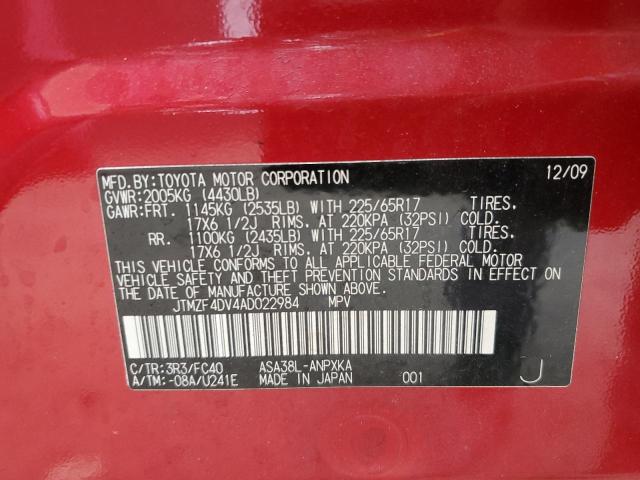 MFD.BY:TOYOTA MOTOR CORPORATION 12/09
GVWR:2005KG (4430LB)
GAWR:FRT. 1145KG (2535LB) WITH 225/65R17 TIRES.
17X6 1/2J RIMS. AT 220KPA (32PSI) COLD.
RR. 1100KG (2435LB) WITH 225/65R17 TIRES.
17X6 1/2J RIMS. AT 220KPA (32PSI) COLD.
THIS VEHICLE CONFORMS TO ALL APPLICABLE FEDERAL MOTOR
VEHICLE SAFETY AND THEFT PREVENTION STANDARDS IN EFFECT ON
THE DATE OF MANUFACTURE SHOWN ABOVE.
JTMZF4DV4AD022984 MPV
C/TR:3R3/FC40 ASA38L-ANPXKA
A/TM:-08A/U241E MADE IN JAPAN 001 J